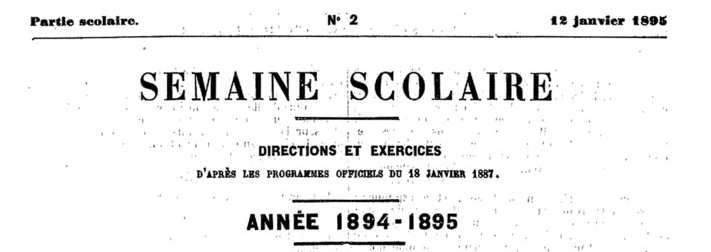 Partie scolaire. N° 2 12 janvier 1895
SEMAINE SCOLAIRE
DIRECTIONS ET EXERCICES
D'APRÈS LES PROGRAMMES OFFICIELS DU 18 JANVIER 1887.
ANNÉE 1894-1895